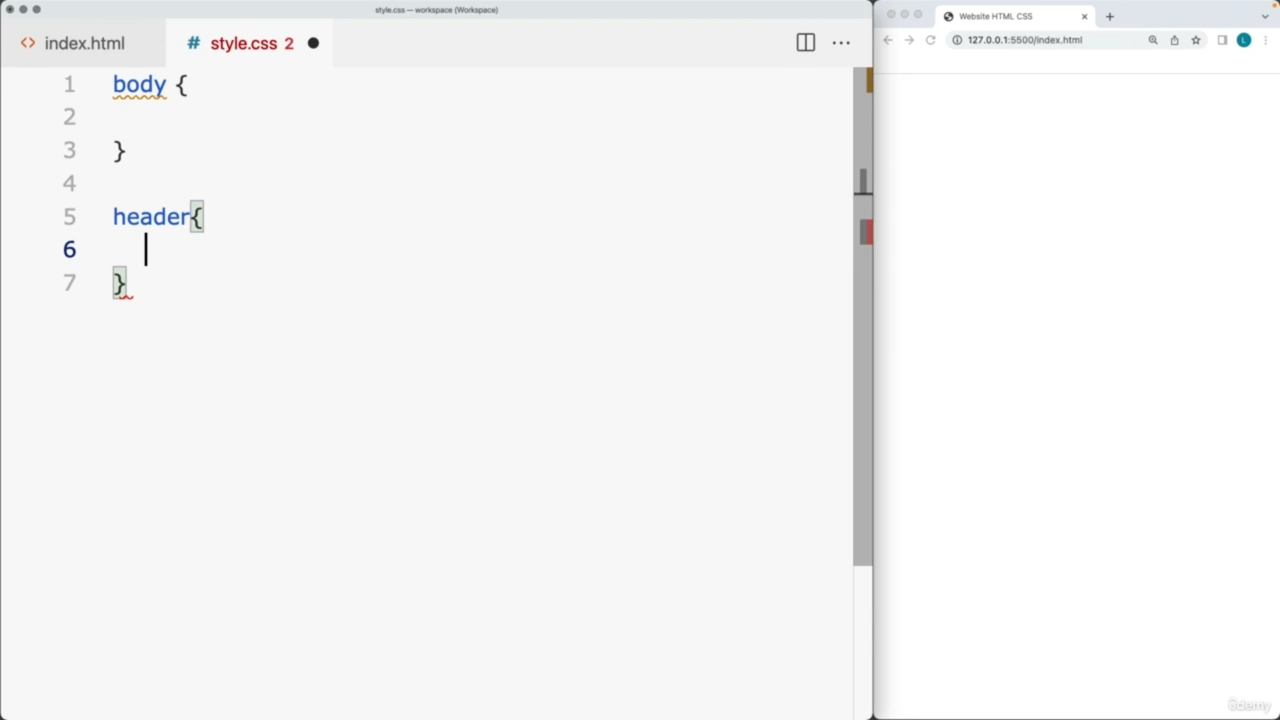 style.css — workspace (Workspace)
<> index.html
# style.css 2
1 body {
2
3 }
4
5 header{
6
7 }
Website HTML CSS
127.0.0.1:5500/index.html
L
ûdemy